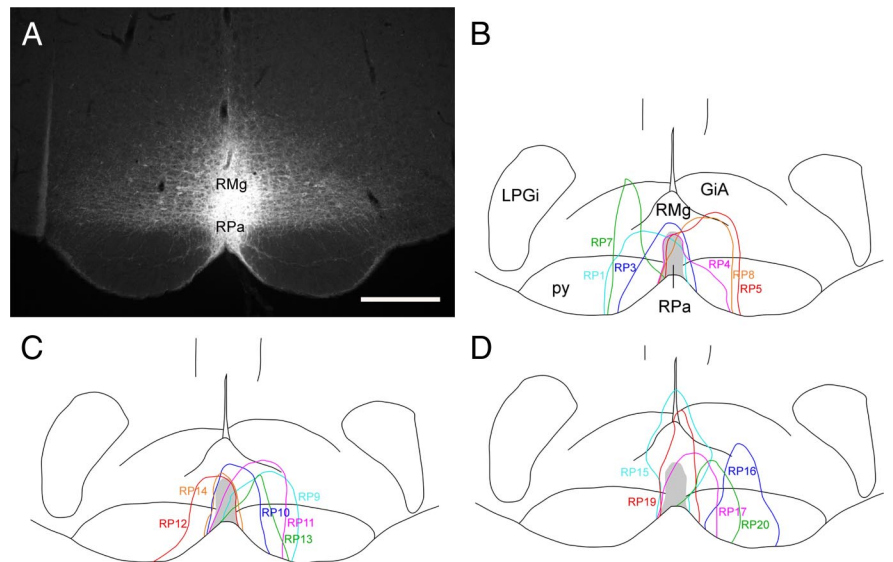 A
RMg
RPa
B
LPGi
GiA
RMg
RP7
RP1
RP3
RP4
RP8
RP5
py
RPa
C
RP14
RP9
RP12
RP10
RP11
RP13
D
RP15
RP16
RP19
RP17
RP20